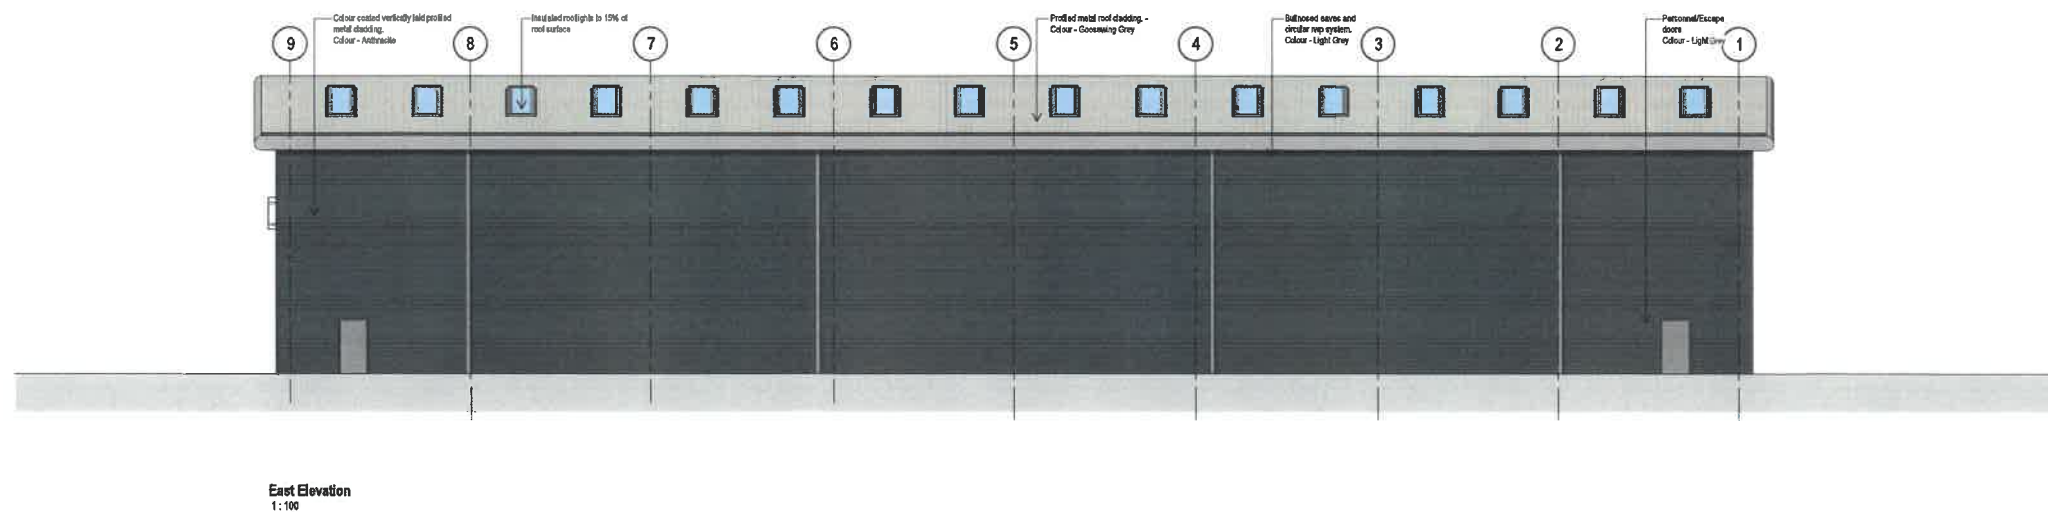 Colour coated vertically laid profiled
metal cladding.
Colour - Anthracite
Insulated rooflights to 15% of
roof surface
Profiled metal roof cladding. -
Colour - Goosewing Grey
Bullnosed eaves and
circular rwp system.
Colour - Light Grey
Personnel/Escape
doors
Colour - Light Grey
9 8 7 6 5 4 3 2 1
East Elevation
1 : 100